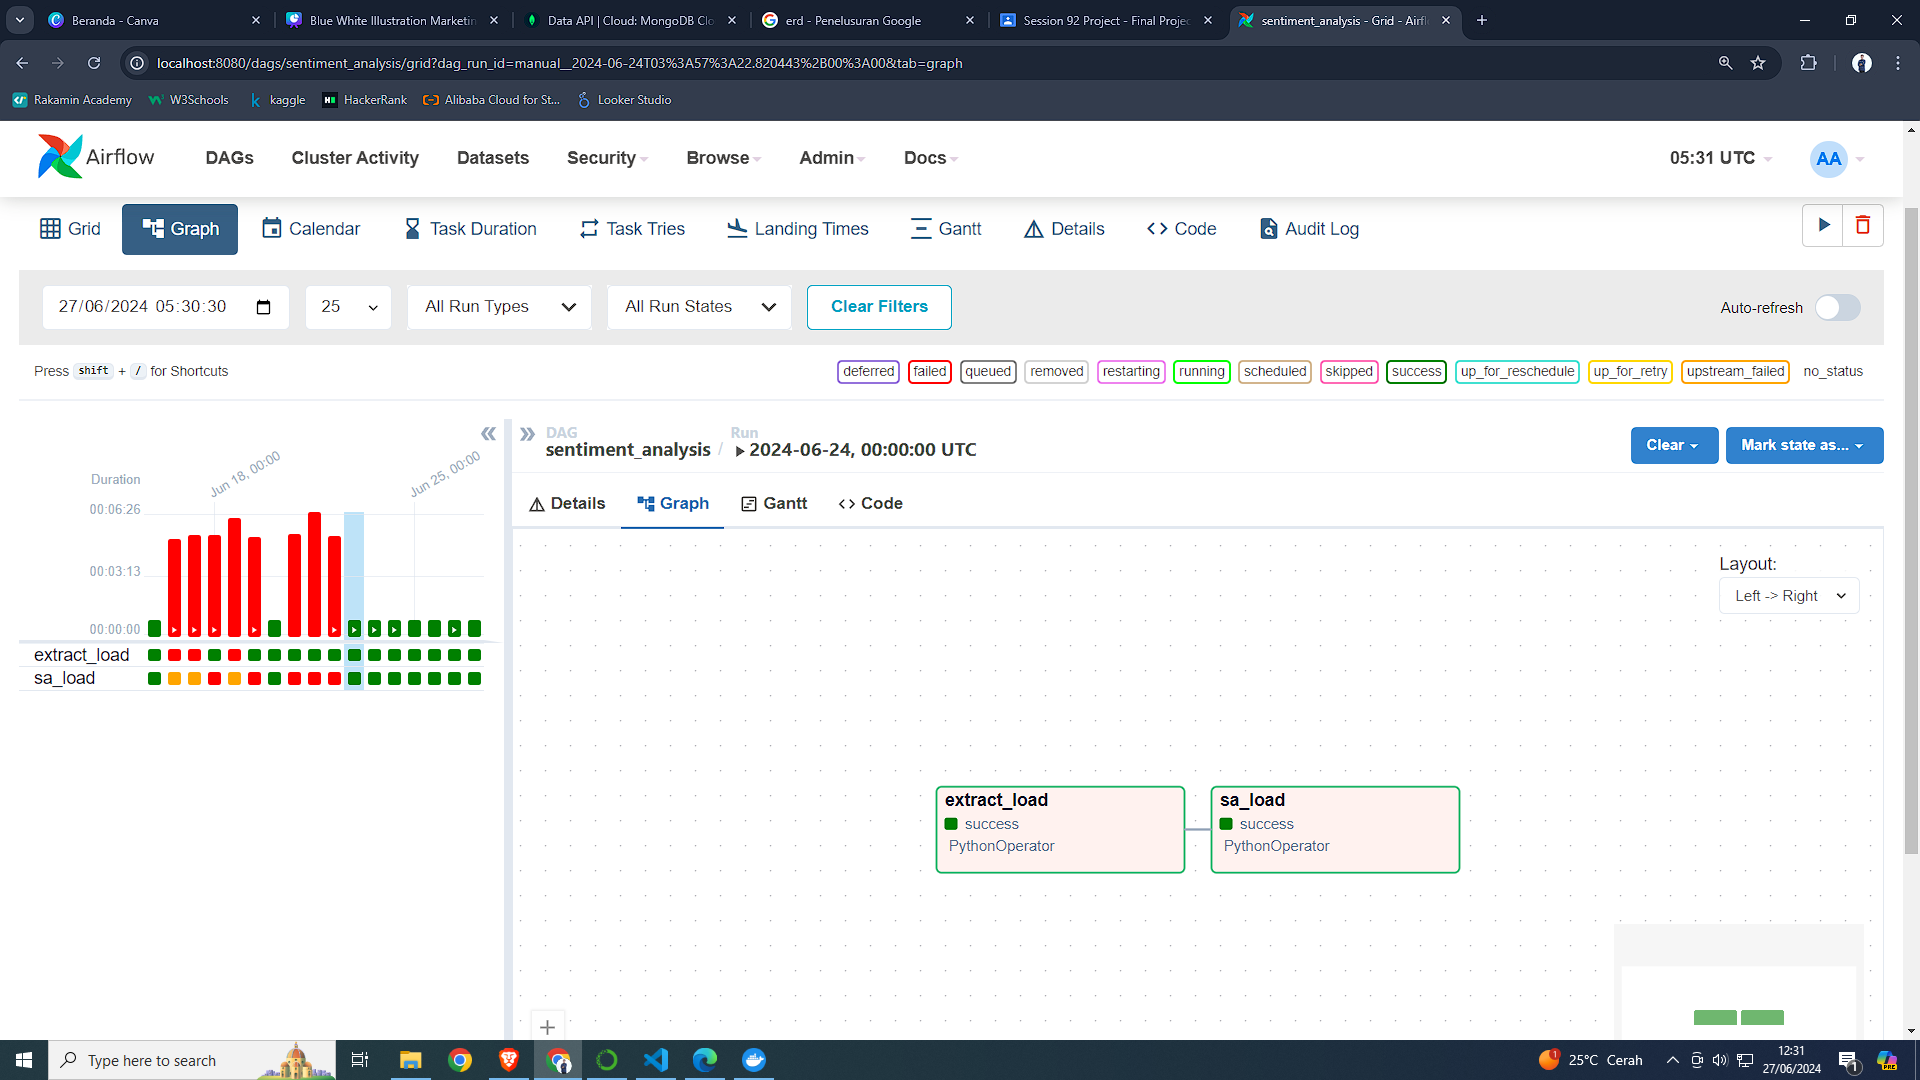 Beranda - Canva
Blue White Illustration Marketin
Data API | Cloud: MongoDB Clo
erd - Penelusuran Google
Session 92 Project - Final Projec
sentiment_analysis - Grid - Airfl
localhost:8080/dags/sentiment_analysis/grid?dag_run_id=manual__2024-06-24T03%3A57%3A22.820443%2B00%3A00&tab=graph
Rakamin Academy
W3Schools
kaggle
HackerRank
Alibaba Cloud for St...
Looker Studio
Airflow
DAGs
Cluster Activity
Datasets
Security
Browse
Admin
Docs
05:31 UTC
AA
Grid
Graph
Calendar
Task Duration
Task Tries
Landing Times
Gantt
Details
Code
Audit Log
27/06/2024 05:30:30
25
All Run Types
All Run States
Clear Filters
Auto-refresh
Press shift + / for Shortcuts
deferred
failed
queued
removed
restarting
running
scheduled
skipped
success
up_for_reschedule
up_for_retry
upstream_failed
no_status
Duration
Jun 18, 00:00
Jun 25, 00:00
00:06:26
00:03:13
00:00:00
extract_load
sa_load
DAG
sentiment_analysis
/
Run
2024-06-24, 00:00:00 UTC
Clear
Mark state as...
Details
Graph
Gantt
Code
Layout:
Left -> Right
extract_load
success
PythonOperator
sa_load
success
PythonOperator
Type here to search
1
25°C Cerah
12:31
27/06/2024
1